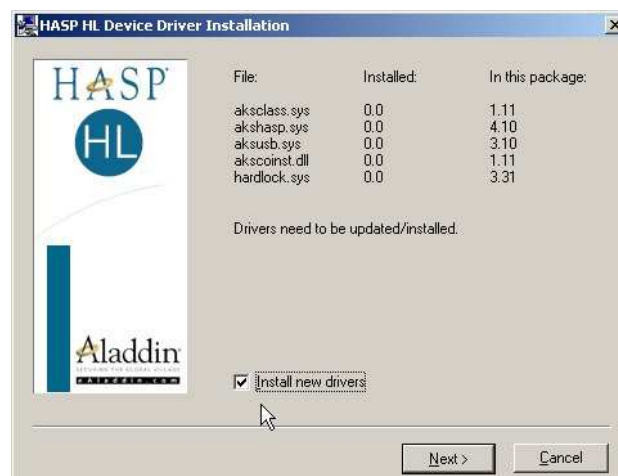 HASP HL Device Driver Installation
HASP
HL
File: Installed: In this package:
aksclass.sys 0.0 1.11
akshasp.sys 0.0 4.10
aksusb.sys 0.0 3.10
akscoinst.dll 0.0 1.11
hardlock.sys 0.0 3.31
Drivers need to be updated/installed.
Aladdin
SECURING THE GLOBAL VILLAGE
eAladdin.com
Install new drivers
Next >
Cancel